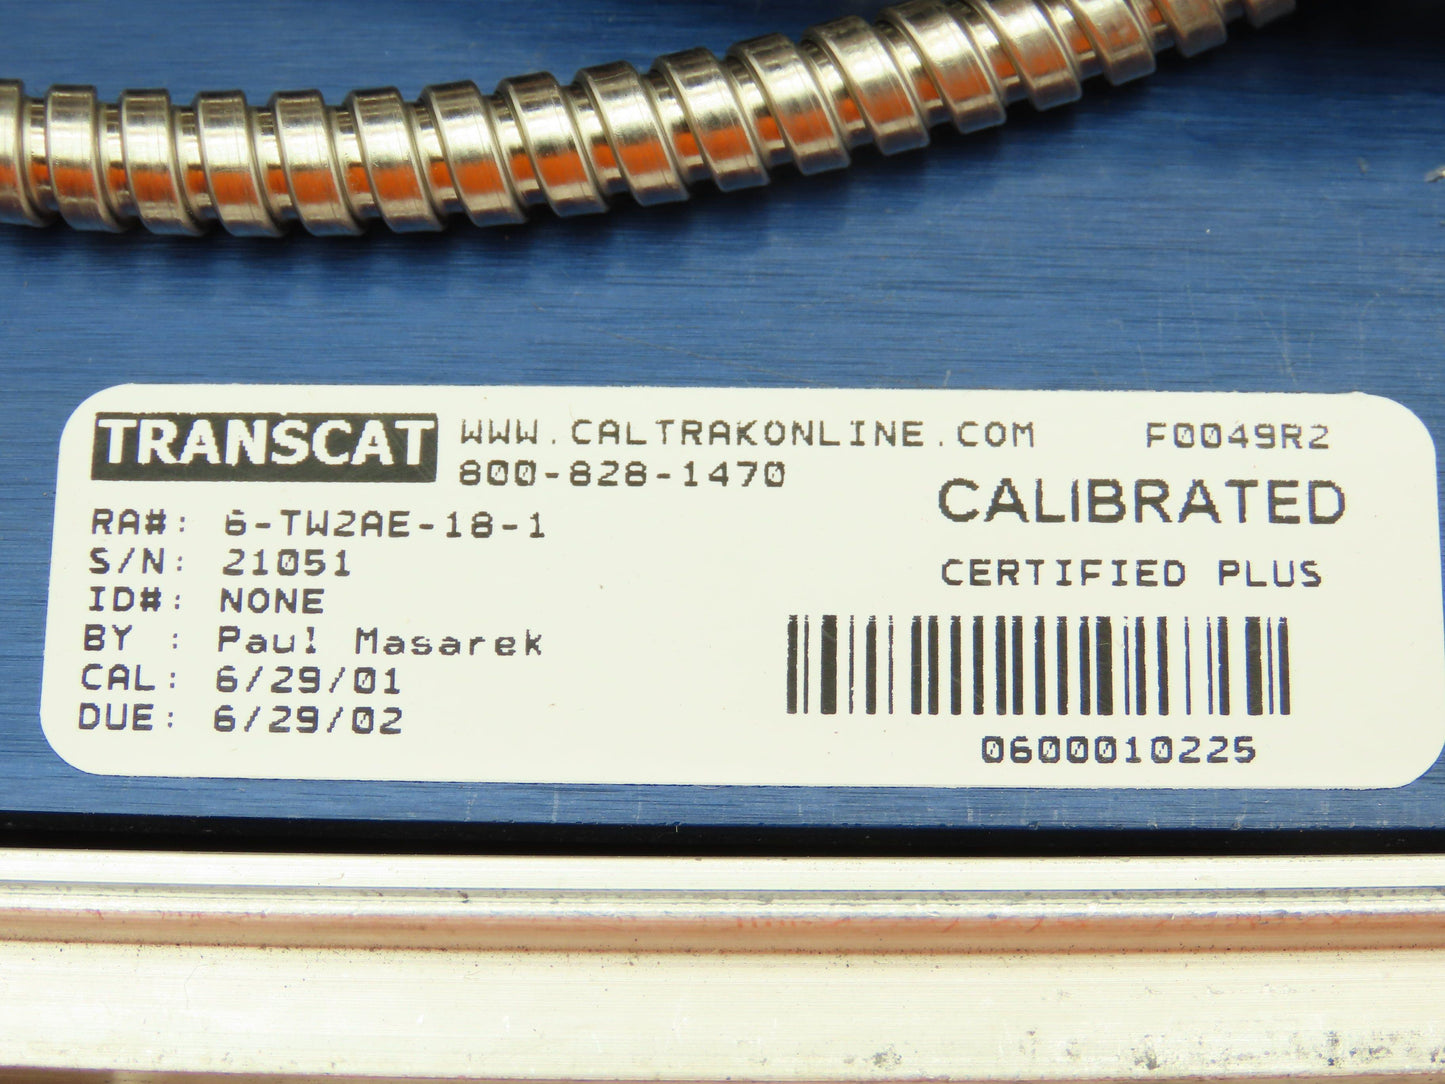 TRANSCAT WWW.CALTRAKONLINE.COM F0049R2
800-828-1470
CALIBRATED
CERTIFIED PLUS
RA#: 6-TW2AE-18-1
S/N: 21051
ID#: NONE
BY : Paul Masarek
CAL: 6/29/01
DUE: 6/29/02
0600010225